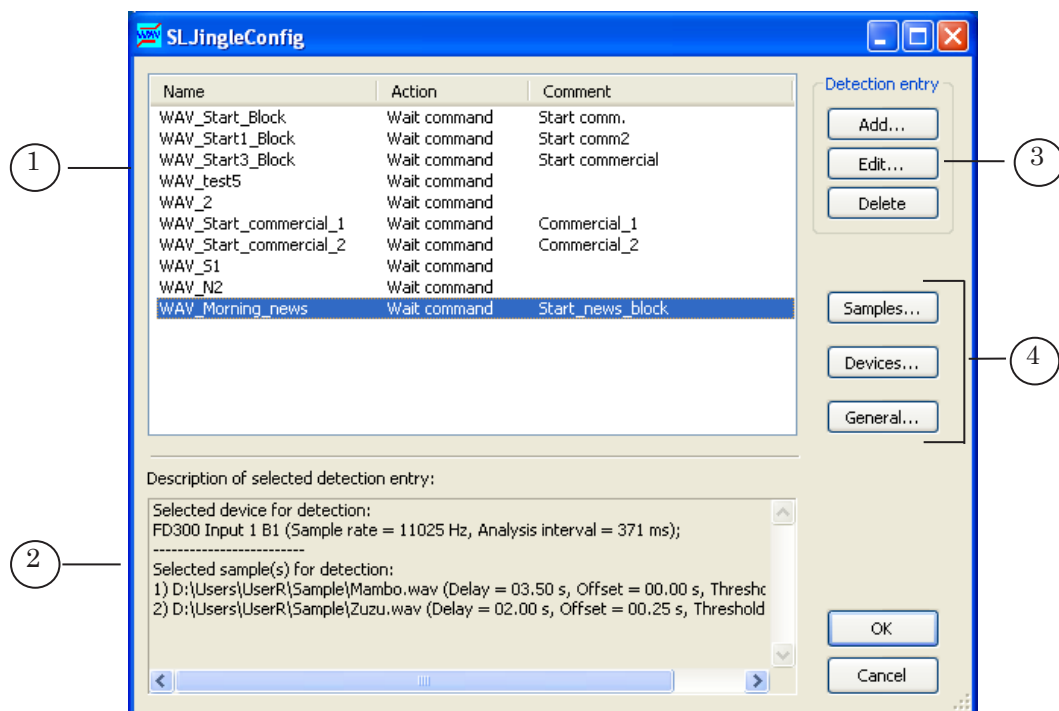 WAV SLJingleConfig
Name Action Comment
WAV_Start_Block Wait command Start comm.
WAV_Start1_Block Wait command Start comm2
WAV_Start3_Block Wait command Start commercial
WAV_test5 Wait command
WAV_2 Wait command
WAV_Start_commercial_1 Wait command Commercial_1
WAV_Start_commercial_2 Wait command Commercial_2
WAV_S1 Wait command
WAV_N2 Wait command
WAV_Morning_news Wait command Start_news_block
Detection entry
Add...
Edit...
Delete
Samples...
Devices...
General...
Description of selected detection entry:
Selected device for detection:
FD300 Input 1 B1 (Sample rate = 11025 Hz, Analysis interval = 371 ms);
-------------------------
Selected sample(s) for detection:
1) D:\Users\UserR\Sample\Mambo.wav (Delay = 03.50 s, Offset = 00.00 s, Thresho
2) D:\Users\UserR\Sample\Zuzu.wav (Delay = 02.00 s, Offset = 00.25 s, Threshold
OK
Cancel
1
2
3
4